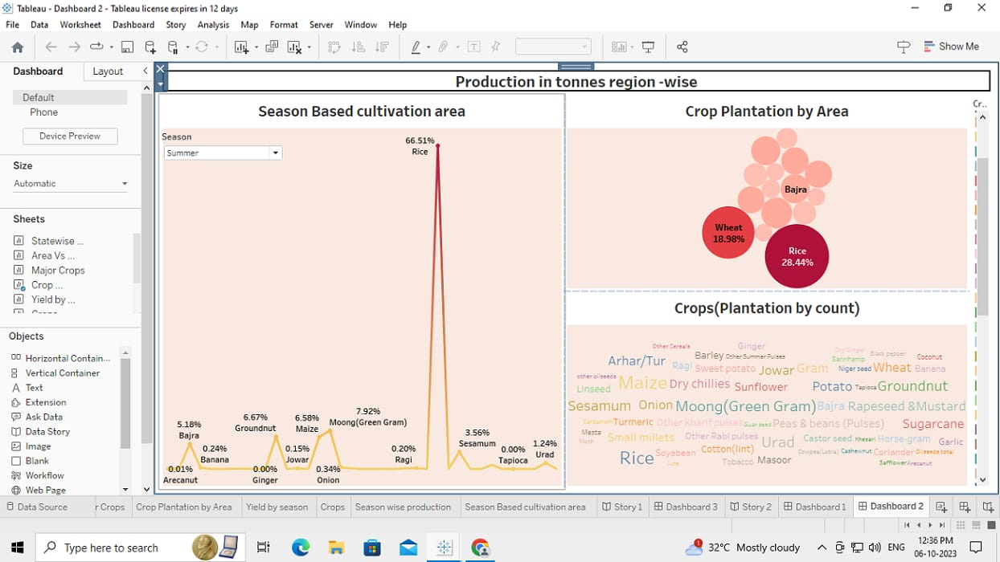 Tableau - Dashboard 2 - Tableau license expires in 12 days
File Data Worksheet Dashboard Story Analysis Map Format Server Window Help
Show Me
Dashboard Layout
Default
Phone
Device Preview
Size
Automatic
Sheets
Statewise ...
Area Vs ...
Major Crops
Crop ...
Yield by ...
Objects
Horizontal Contain...
Vertical Container
Text
Extension
Ask Data
Data Story
Image
Blank
Workflow
Web Page
Production in tonnes region -wise
Season Based cultivation area
Season
Summer
66.51%
Rice
5.18%
Bajra
0.24%
Banana
0.01%
Arecanut
6.67%
Groundnut
0.00%
Ginger
0.15%
Jowar
6.58%
Maize
0.34%
Onion
7.92%
Moong(Green Gram)
0.20%
Ragi
3.56%
Sesamum
0.00%
Tapioca
1.24%
Urad
Crop Plantation by Area
Cr..
Bajra
Wheat
18.98%
Rice
28.44%
Crops(Plantation by count)
Other Cereals Ginger Dry Ginger
Arhar/Tur Barley Other Summer Pulses Sannhamp Black pepper Coconut
Ragi Sweet potato Jowar Gram Niger seed Wheat Banana
other oilseeds Maize Dry chillies Sunflower Potato Tapioca Groundnut
Linseed
Sesamum Onion Moong(Green Gram) Bajra Rapeseed &Mustard
Cardamom Turmeric Other Kharif pulses Guar seed Peas & beans (Pulses) Sugarcane
Mesta Small millets Other Rabi pulses Urad Castor seed Khesari Horse-gram Garlic
Moth
Rice Soyabean Cotton(lint) Cowpea(Lobia) Cashewnut Coriander Oilseeds total
Jute Tobacco Masoor Safflower Arecanut
Data Source r Crops Crop Plantation by Area Yield by season Crops Season wise production Season Based cultivation area Story 1 Dashboard 3 Story 2 Dashboard 1 Dashboard 2
Type here to search
32°C Mostly cloudy
ENG
12:36 PM
06-10-2023